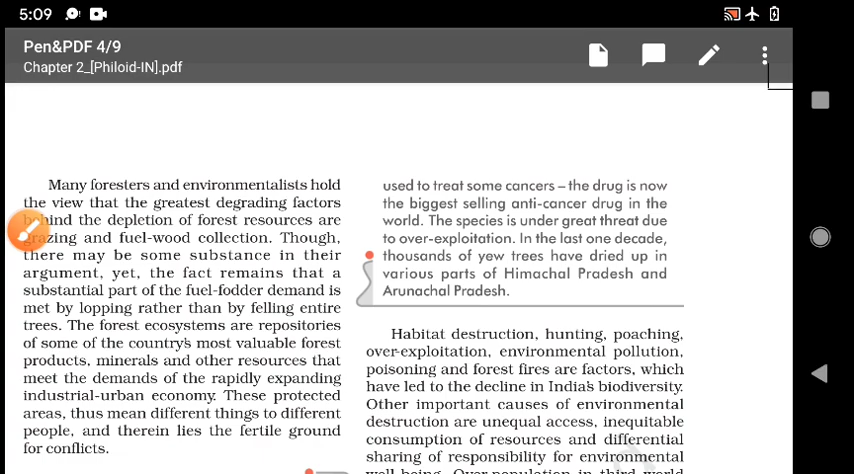 5:09
Pen&PDF 4/9
Chapter 2_[Philoid-IN].pdf
Many foresters and environmentalists hold
the view that the greatest degrading factors
behind the depletion of forest resources are
grazing and fuel-wood collection. Though,
there may be some substance in their
argument, yet, the fact remains that a
substantial part of the fuel-fodder demand is
met by lopping rather than by felling entire
trees. The forest ecosystems are repositories
of some of the country's most valuable forest
products, minerals and other resources that
meet the demands of the rapidly expanding
industrial-urban economy. These protected
areas, thus mean different things to different
people, and therein lies the fertile ground
for conflicts.
used to treat some cancers – the drug is now
the biggest selling anti-cancer drug in the
world. The species is under great threat due
to over-exploitation. In the last one decade,
thousands of yew trees have dried up in
various parts of Himachal Pradesh and
Arunachal Pradesh.
Habitat destruction, hunting, poaching,
over-exploitation, environmental pollution,
poisoning and forest fires are factors, which
have led to the decline in India's biodiversity.
Other important causes of environmental
destruction are unequal access, inequitable
consumption of resources and differential
sharing of responsibility for environmental
well-being. Over-population in third world